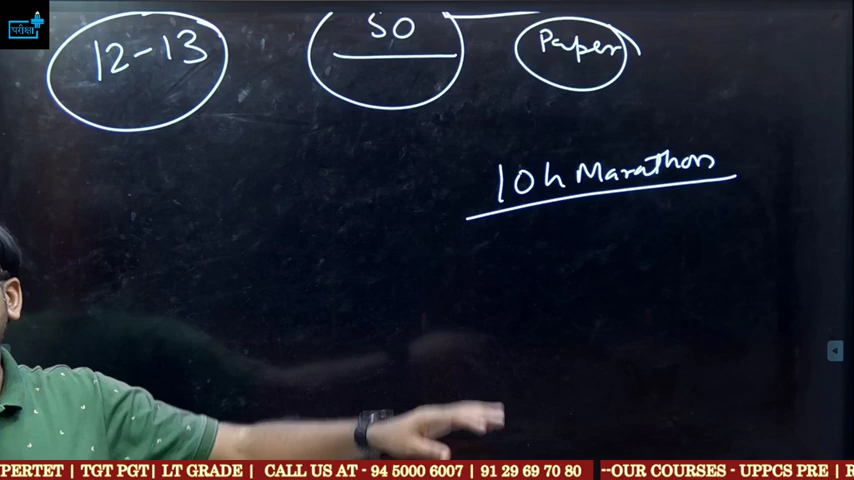 परीक्षा
12-13
50
Paper
10h Marathon
PERTET | TGT PGT| LT GRADE | CALL US AT - 94 5000 6007 | 91 29 69 70 80 --OUR COURSES - UPPCS PRE | R